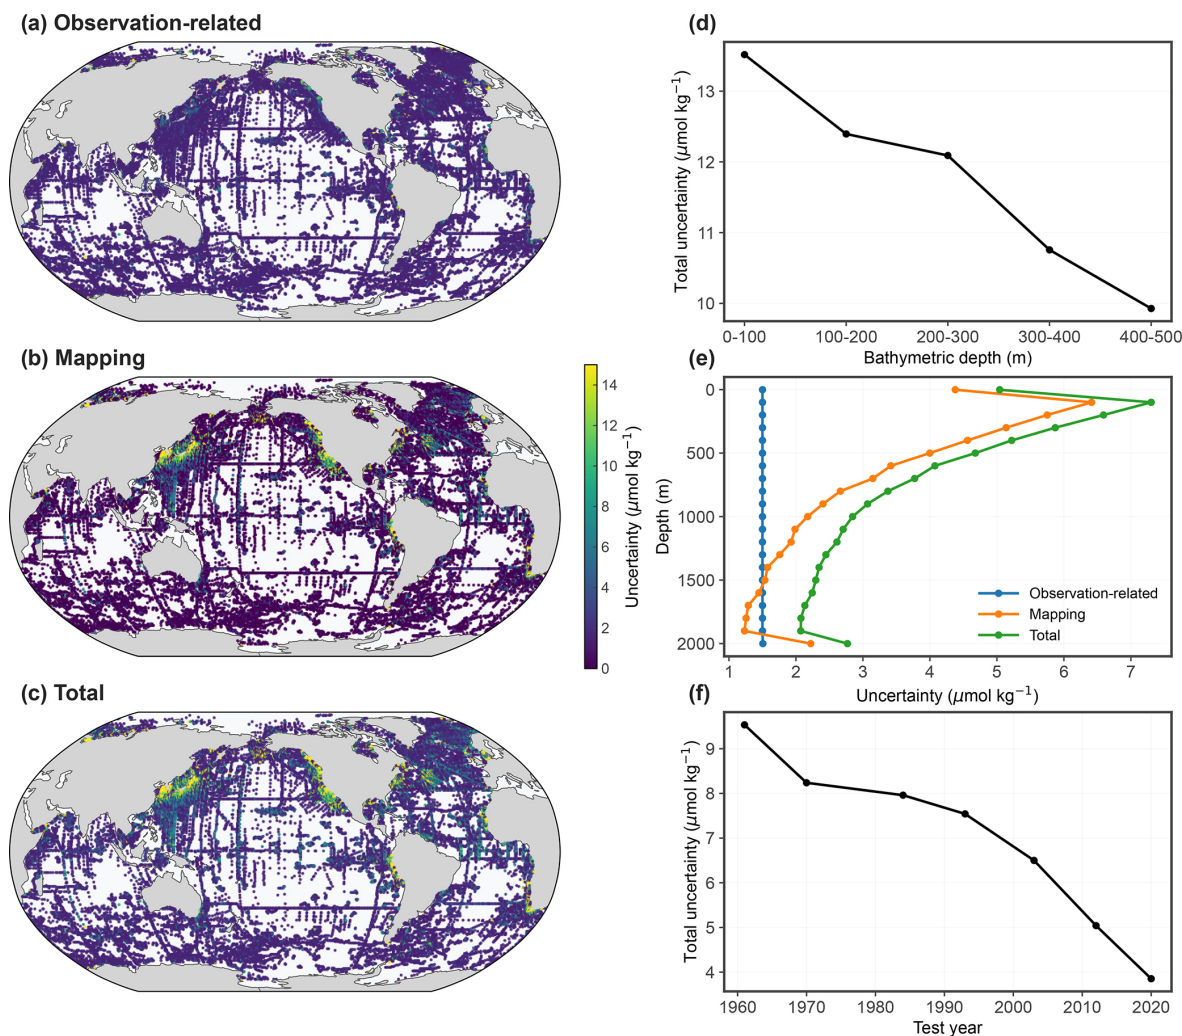 (a) Observation-related
(b) Mapping
(c) Total
14
12
10
8
6
4
2
0
Uncertainty (μmol kg⁻¹)
(d)
13
12
11
10
Total uncertainty (μmol kg⁻¹)
0-100 100-200 200-300 300-400 400-500
Bathymetric depth (m)
(e)
0
500
1000
1500
2000
Depth (m)
Observation-related
Mapping
Total
1 2 3 4 5 6 7
Uncertainty (μmol kg⁻¹)
(f)
9
8
7
6
5
4
Total uncertainty (μmol kg⁻¹)
1960 1970 1980 1990 2000 2010 2020
Test year